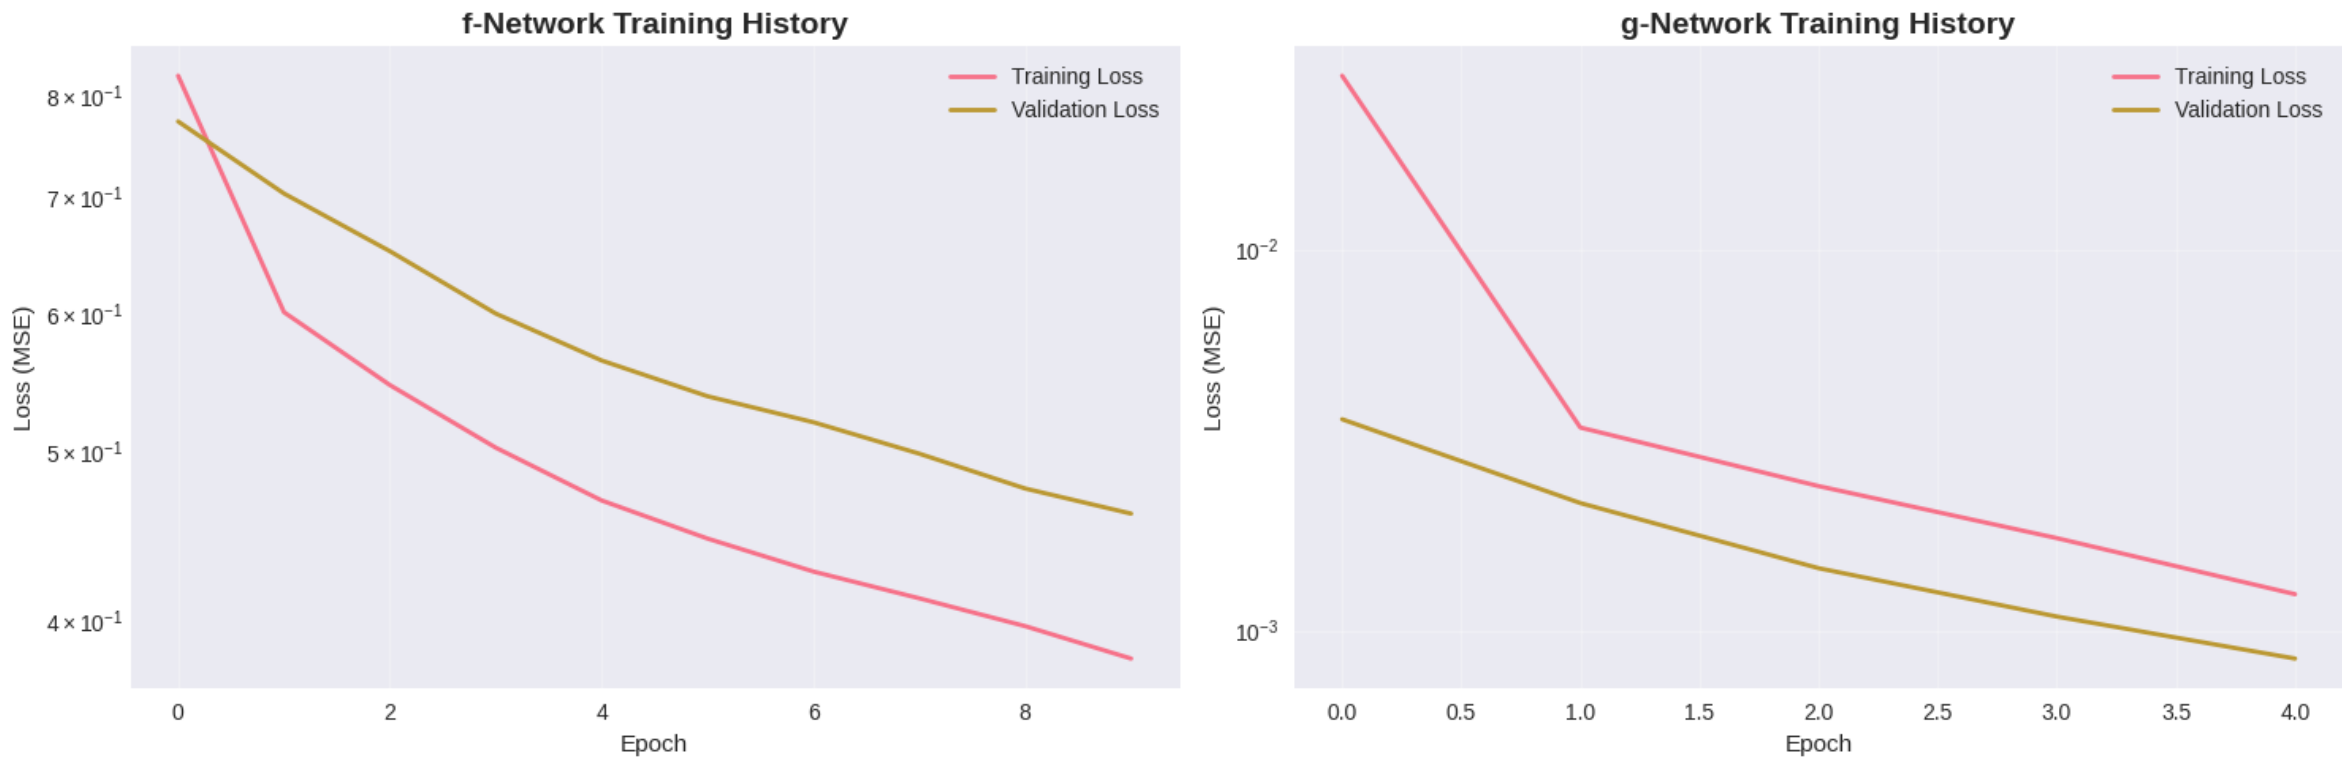 f-Network Training History
Training Loss
Validation Loss
8 × 10⁻¹
7 × 10⁻¹
6 × 10⁻¹
5 × 10⁻¹
4 × 10⁻¹
Loss (MSE)
0 2 4 6 8
Epoch
g-Network Training History
Training Loss
Validation Loss
10⁻²
10⁻³
Loss (MSE)
0.0 0.5 1.0 1.5 2.0 2.5 3.0 3.5 4.0
Epoch